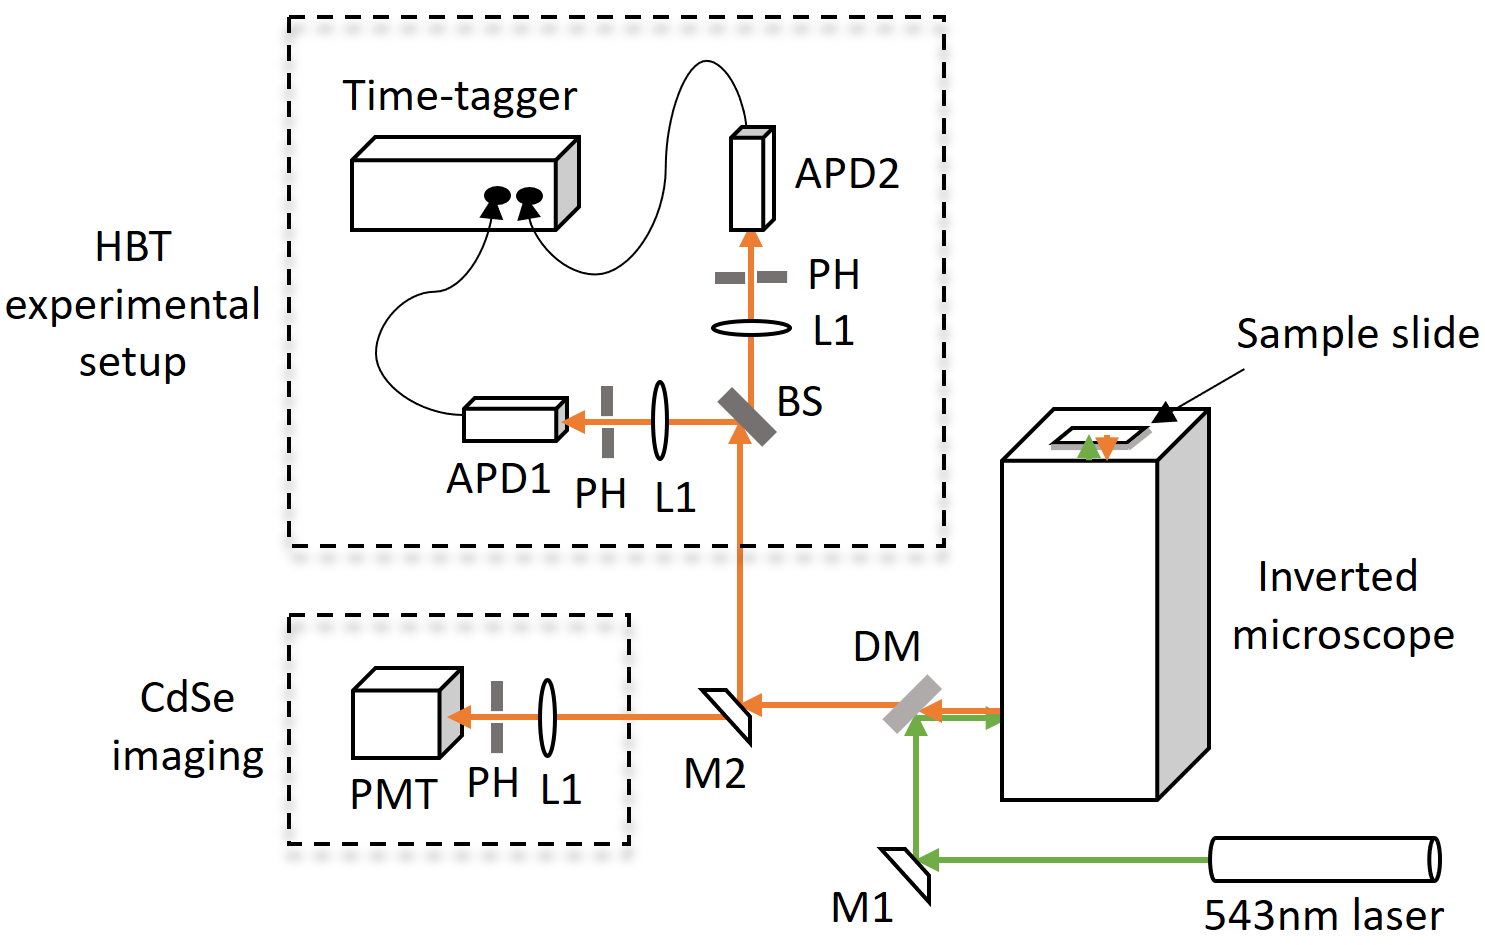 Time-tagger
APD2
HBT
experimental
setup
PH
L1
Sample slide
BS
APD1
PH
L1
Inverted
microscope
DM
CdSe
imaging
M2
PMT
PH
L1
M1
543nm laser